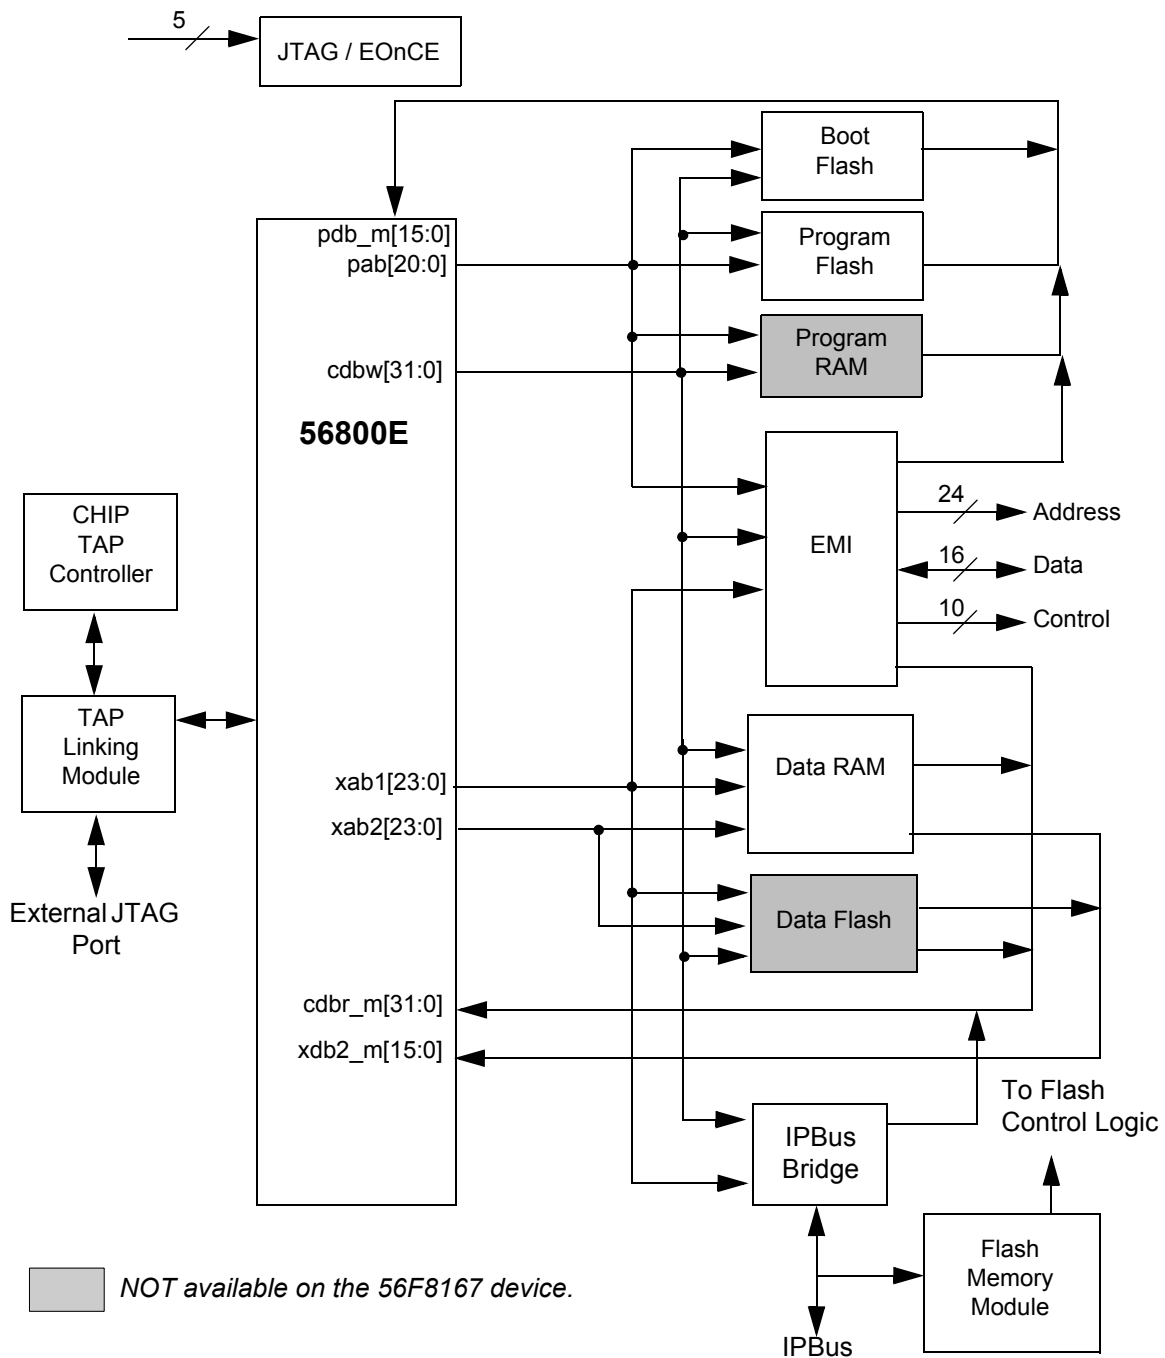 5
JTAG / EOnCE
Boot
Flash
pdb_m[15:0]
pab[20:0]
Program
Flash
Program
RAM
cdbw[31:0]
56800E
CHIP
TAP
Controller
EMI
24
Address
16
Data
10
Control
TAP
Linking
Module
xab1[23:0]
xab2[23:0]
Data RAM
External JTAG
Port
Data Flash
cdbr_m[31:0]
xdb2_m[15:0]
To Flash
Control Logic
IPBus
Bridge
Flash
Memory
Module
NOT available on the 56F8167 device.
IPBus